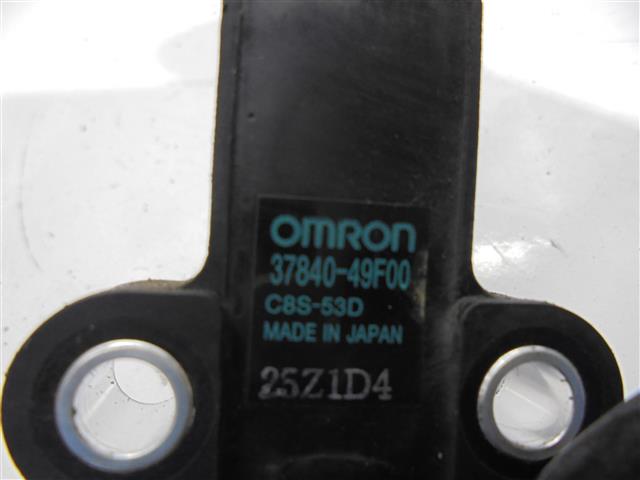 omron
37840-49F00
C8S-53D
MADE IN JAPAN
25Z1D4